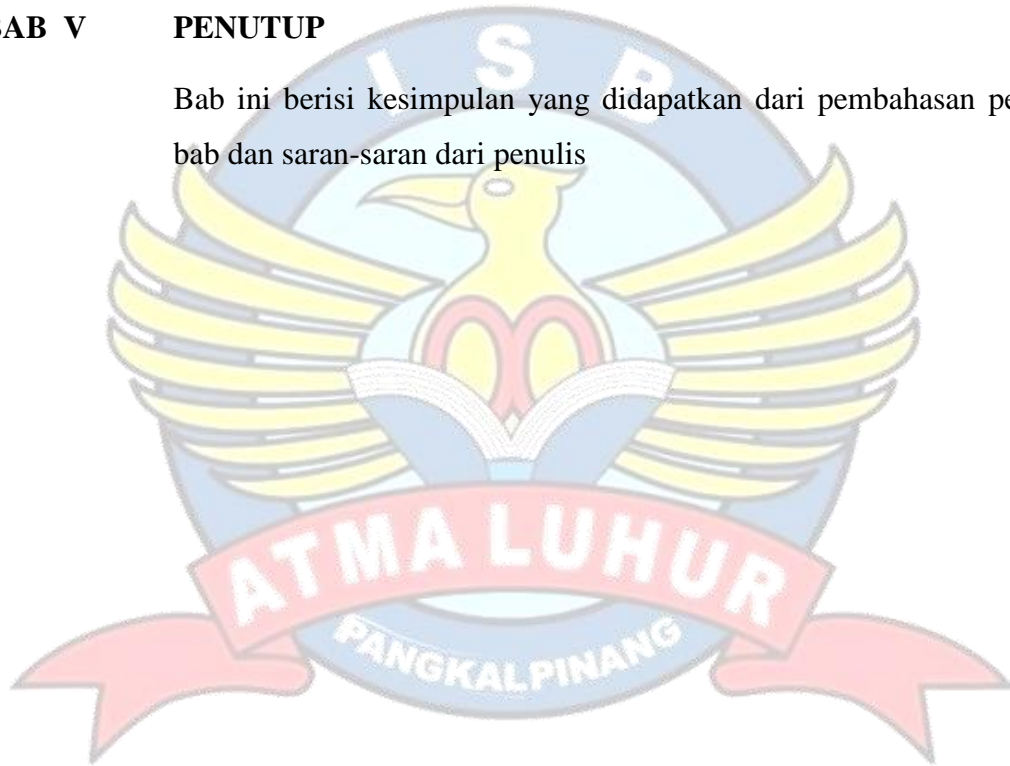 BAB V PENUTUP
Bab ini berisi kesimpulan yang didapatkan dari pembahasan
bab dan saran-saran dari penulis
I S B
ATMA LUHUR
PANGKALPINANG